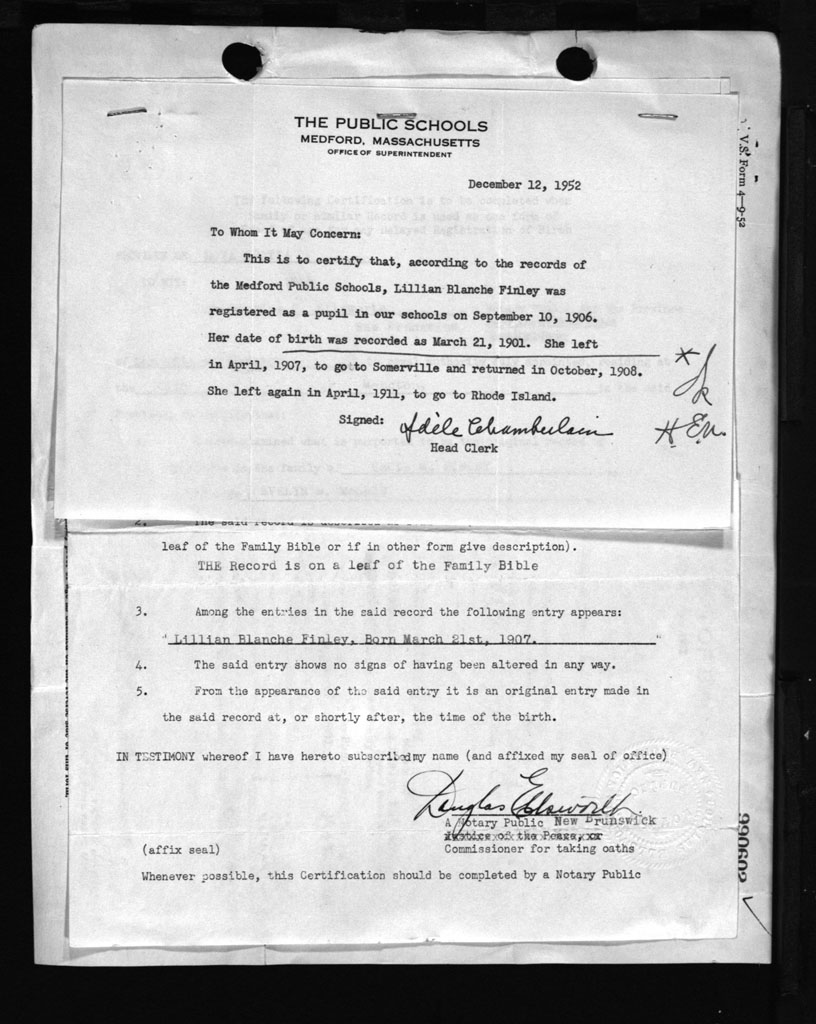 THE PUBLIC SCHOOLS
MEDFORD, MASSACHUSETTS
OFFICE OF SUPERINTENDENT
V.S. Form 4-9-52
December 12, 1952
To Whom It May Concern:
This is to certify that, according to the records of
the Medford Public Schools, Lillian Blanche Finley was
registered as a pupil in our schools on September 10, 1906.
Her date of birth was recorded as March 21, 1901. She left
in April, 1907, to go to Somerville and returned in October, 1908.
She left again in April, 1911, to go to Rhode Island.
Signed: Adèle Chamberlain
Head Clerk
H.E.N.
2. The said record is
leaf of the Family Bible or if in other form give description).
THE Record is on a leaf of the Family Bible
3. Among the entries in the said record the following entry appears:
" Lillian Blanche Finley, Born March 21st, 1907. "
4. The said entry shows no signs of having been altered in any way.
5. From the appearance of the said entry it is an original entry made in
the said record at, or shortly after, the time of the birth.
IN TESTIMONY whereof I have hereto subscribed my name (and affixed my seal of office)
Douglas Ellsworth
A Notary Public New Brunswick
Justice of the Peace, or
(affix seal) Commissioner for taking oaths
Whenever possible, this Certification should be completed by a Notary Public
990602